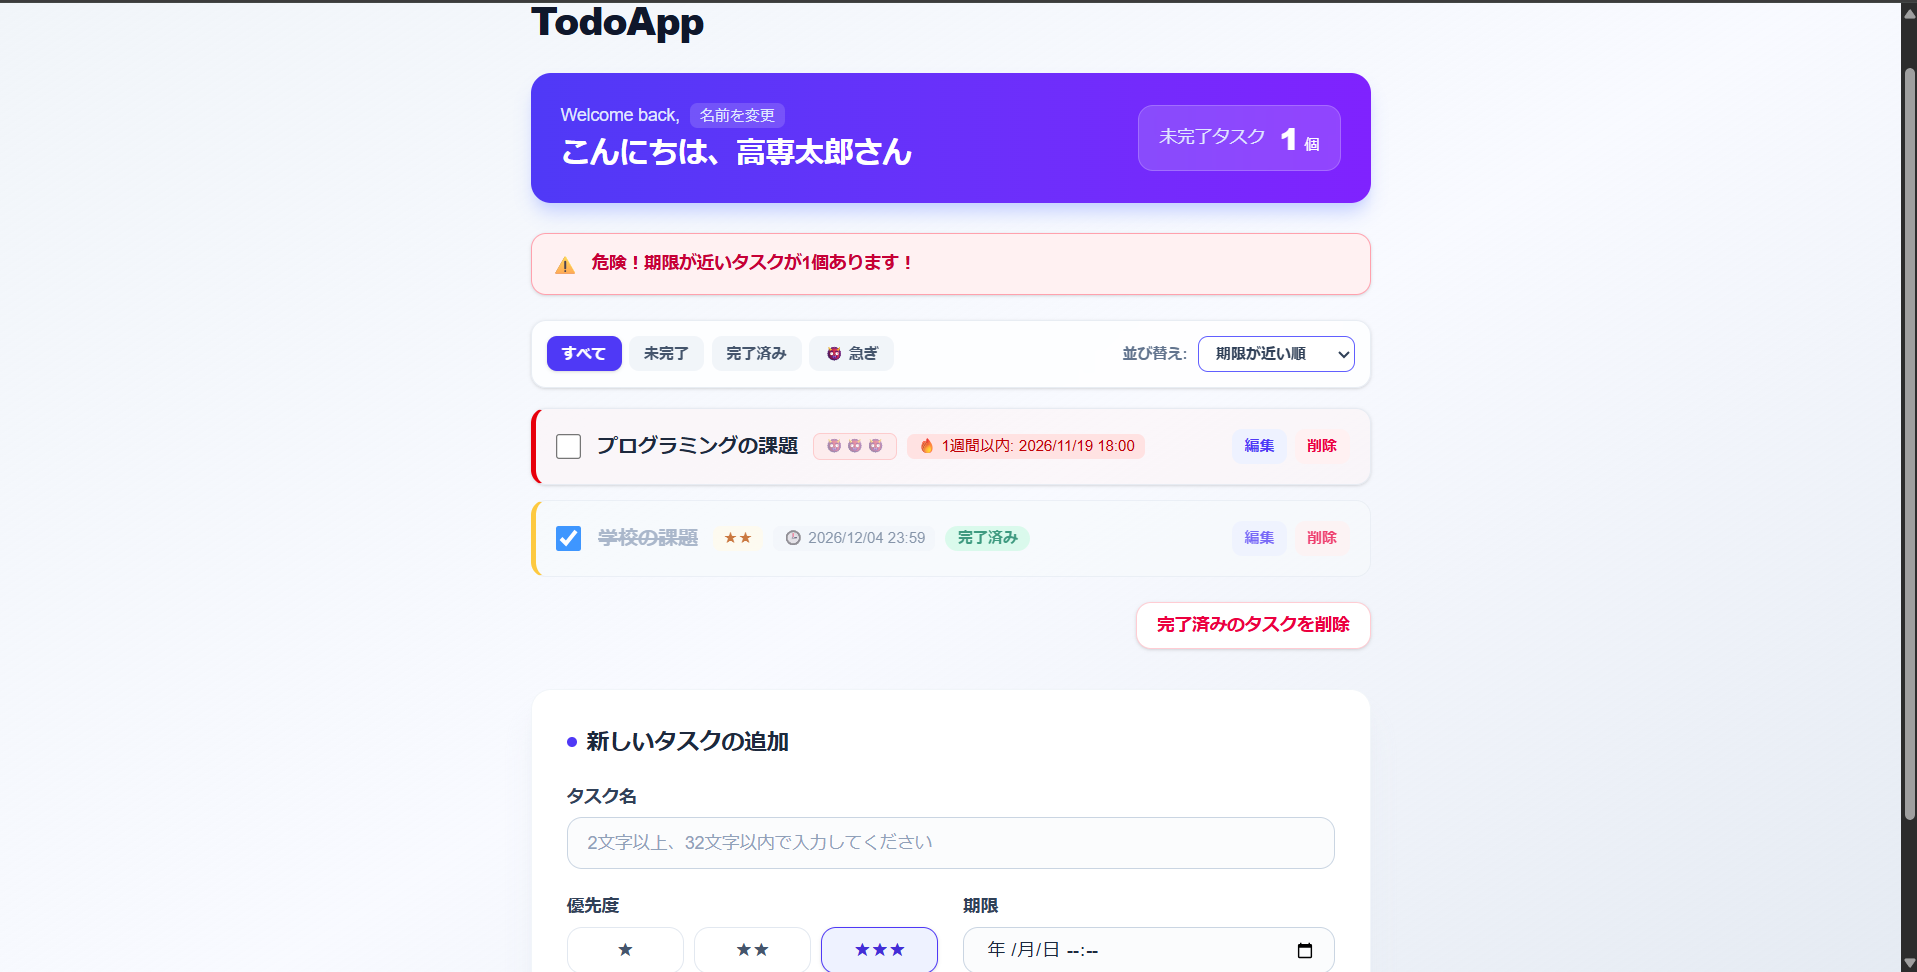 TodoApp
Welcome back, 名前を変更
こんにちは、高専太郎さん
未完了タスク 1 個
危険！期限が近いタスクが1個あります！
すべて 未完了 完了済み 急ぎ 並び替え: 期限が近い順
プログラミングの課題 1週間以内: 2026/11/19 18:00 編集 削除
学校の課題 ★★ 2026/12/04 23:59 完了済み 編集 削除
完了済みのタスクを削除
新しいタスクの追加
タスク名
2文字以上、32文字以内で入力してください
優先度 期限
★ ★★ ★★★ 年 /月/日 --:--